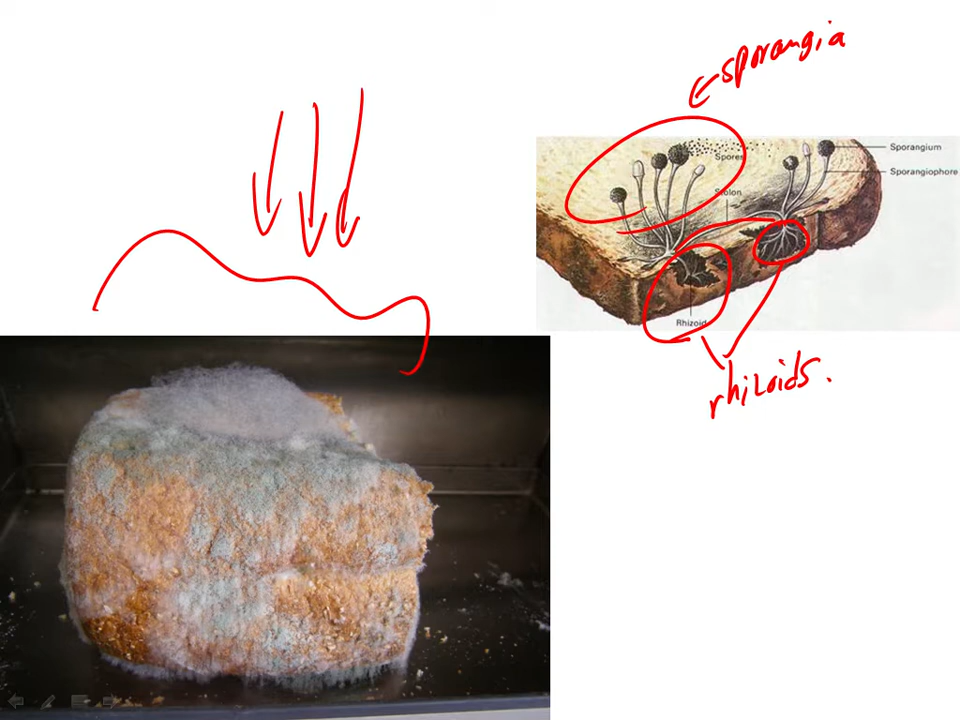 sporangia
Spores
Sporangium
Sporangiophore
Stolon
Rhizoid
rhizoids.